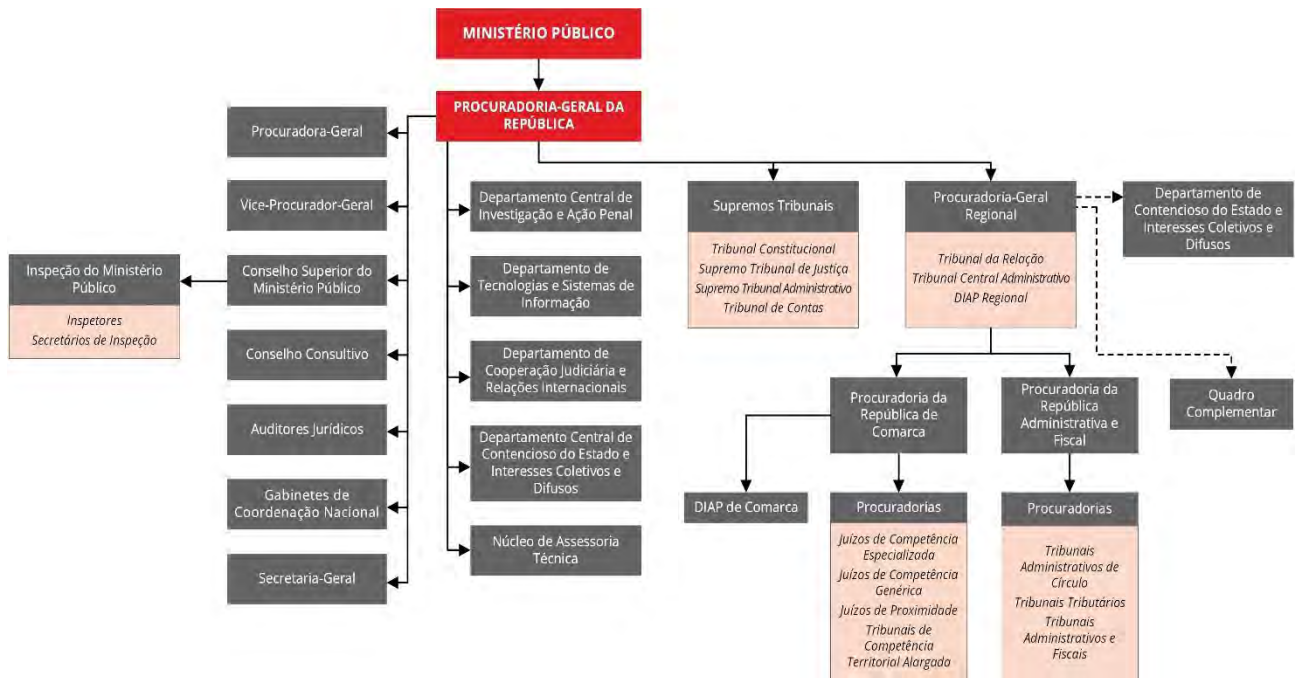 MINISTÉRIO PÚBLICO
PROCURADORIA-GERAL DA
REPÚBLICA
Procuradora-Geral
Vice-Procurador-Geral
Conselho Superior do
Ministério Público
Inspeção do Ministério
Público
Inspetores
Secretários de Inspeção
Conselho Consultivo
Auditores Jurídicos
Gabinetes de
Coordenação Nacional
Secretaria-Geral
Departamento Central de
Investigação e Ação Penal
Departamento de
Tecnologias e Sistemas de
Informação
Departamento de
Cooperação Judiciária e
Relações Internacionais
Departamento Central de
Contencioso do Estado e
Interesses Coletivos e
Difusos
Núcleo de Assessoria
Técnica
Supremos Tribunais
Tribunal Constitucional
Supremo Tribunal de Justiça
Supremo Tribunal Administrativo
Tribunal de Contas
Procuradoria-Geral
Regional
Tribunal da Relação
Tribunal Central Administrativo
DIAP Regional
Departamento de
Contencioso do Estado e
Interesses Coletivos e
Difusos
Quadro
Complementar
Procuradoria da
República de
Comarca
Procuradoria da
República
Administrativa e
Fiscal
DIAP de Comarca
Procuradorias
Juízos de Competência
Especializada
Juízos de Competência
Genérica
Juízos de Proximidade
Tribunais de
Competência
Territorial Alargada
Procuradorias
Tribunais
Administrativos de
Círculo
Tribunais Tributários
Tribunais
Administrativos e
Fiscais